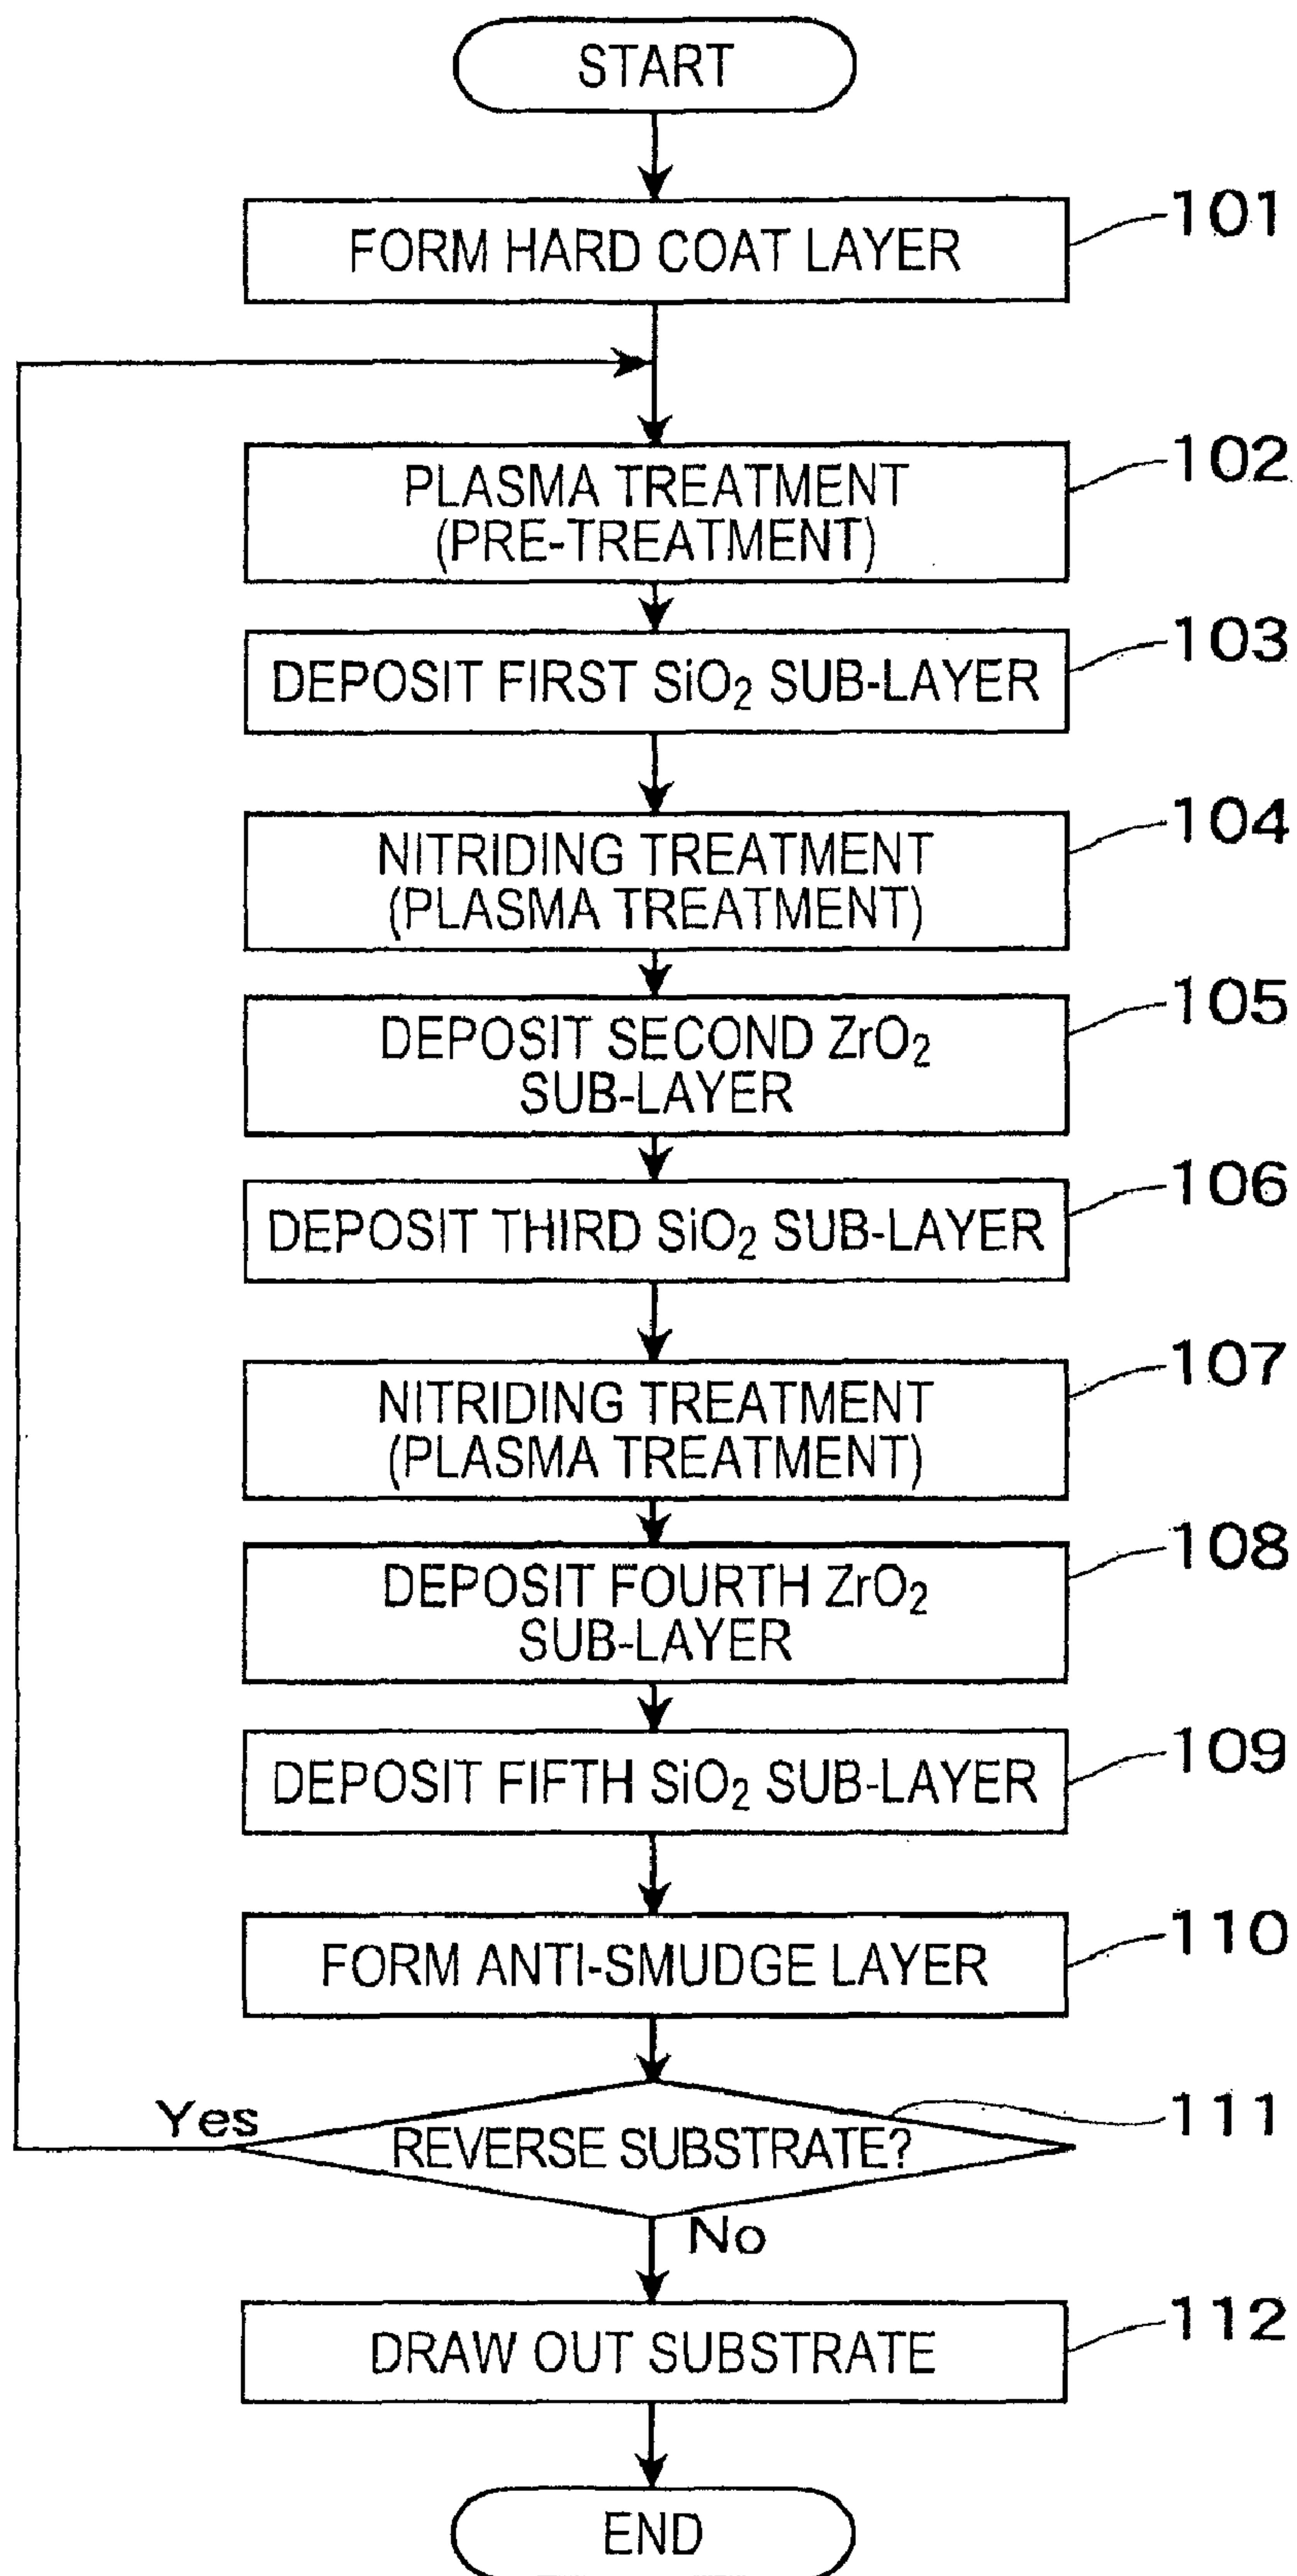 START
FORM HARD COAT LAYER
101
PLASMA TREATMENT
(PRE-TREATMENT)
102
DEPOSIT FIRST SiO₂ SUB-LAYER
103
NITRIDING TREATMENT
(PLASMA TREATMENT)
104
DEPOSIT SECOND ZrO₂
SUB-LAYER
105
DEPOSIT THIRD SiO₂ SUB-LAYER
106
NITRIDING TREATMENT
(PLASMA TREATMENT)
107
DEPOSIT FOURTH ZrO₂
SUB-LAYER
108
DEPOSIT FIFTH SiO₂ SUB-LAYER
109
FORM ANTI-SMUDGE LAYER
110
Yes
REVERSE SUBSTRATE?
111
No
DRAW OUT SUBSTRATE
112
END